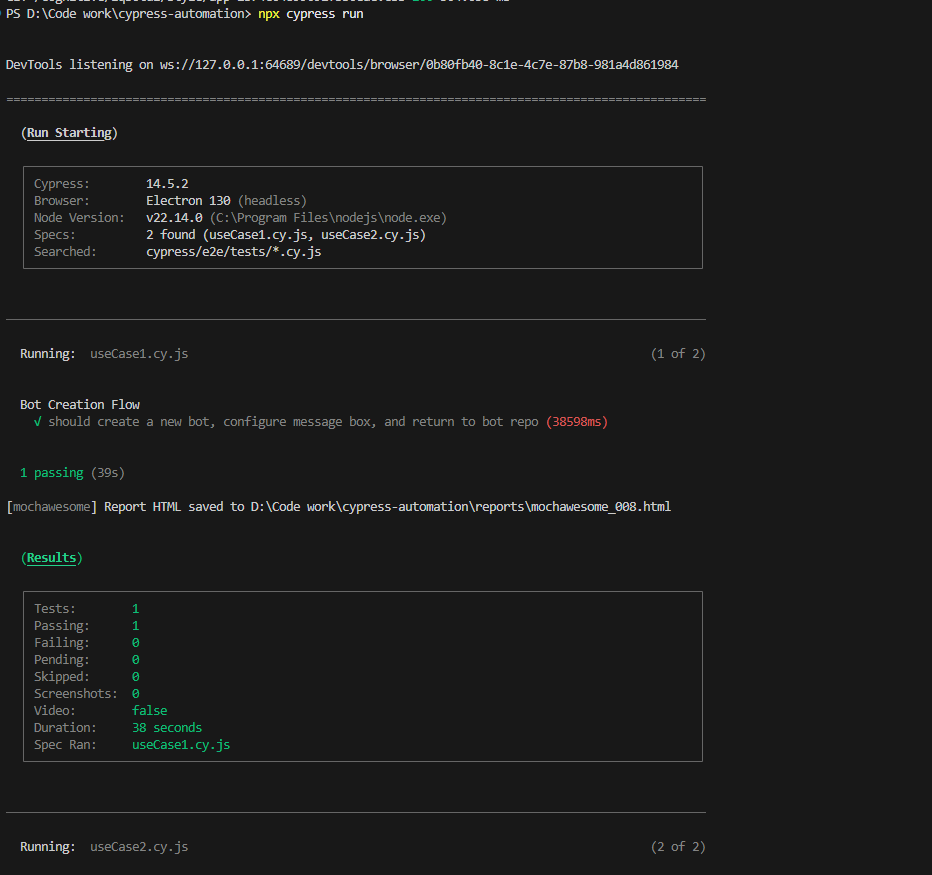 PS D:\Code work\cypress-automation> npx cypress run
DevTools listening on ws://127.0.0.1:64689/devtools/browser/0b80fb40-8c1e-4c7e-87b8-981a4d861984
(Run Starting)
Cypress: 14.5.2
Browser: Electron 130 (headless)
Node Version: v22.14.0 (C:\Program Files\nodejs\node.exe)
Specs: 2 found (useCase1.cy.js, useCase2.cy.js)
Searched: cypress/e2e/tests/*.cy.js
Running: useCase1.cy.js (1 of 2)
Bot Creation Flow
√ should create a new bot, configure message box, and return to bot repo (38598ms)
1 passing (39s)
[mochawesome] Report HTML saved to D:\Code work\cypress-automation\reports\mochawesome_008.html
(Results)
Tests: 1
Passing: 1
Failing: 0
Pending: 0
Skipped: 0
Screenshots: 0
Video: false
Duration: 38 seconds
Spec Ran: useCase1.cy.js
Running: useCase2.cy.js (2 of 2)